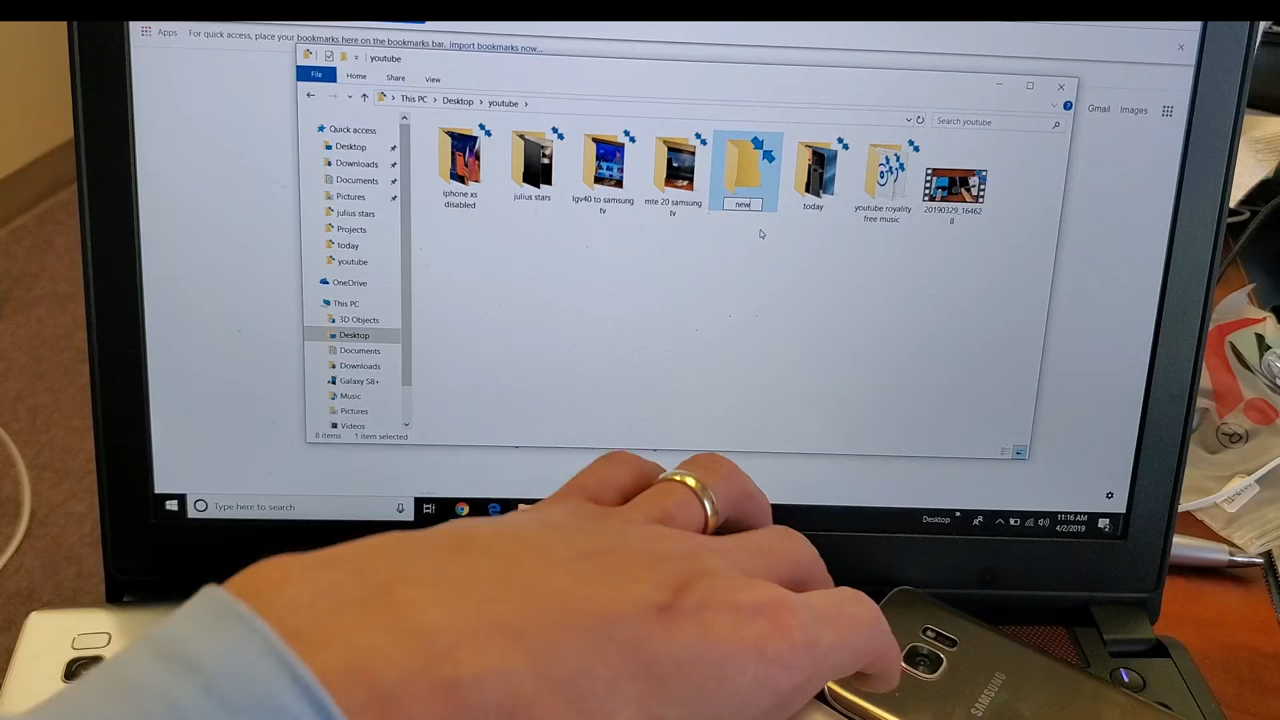 Apps For quick access, place your bookmarks here on the bookmarks bar. Import bookmarks now...
youtube
File Home Share View
This PC > Desktop > youtube >
Search youtube
Gmail Images
Quick access
Desktop
Downloads
Documents
Pictures
julius stars
Projects
today
youtube
OneDrive
This PC
3D Objects
Desktop
Documents
Downloads
Galaxy S8+
Music
Pictures
Videos
iphone xs
disabled
julius stars
lgv40 to samsung
tv
mte 20 samsung
tv
new
today
youtube royality
free music
20190329_16462
8
8 items 1 item selected
Type here to search
Desktop
11:16 AM
4/2/2019
2
SAMSUNG
R